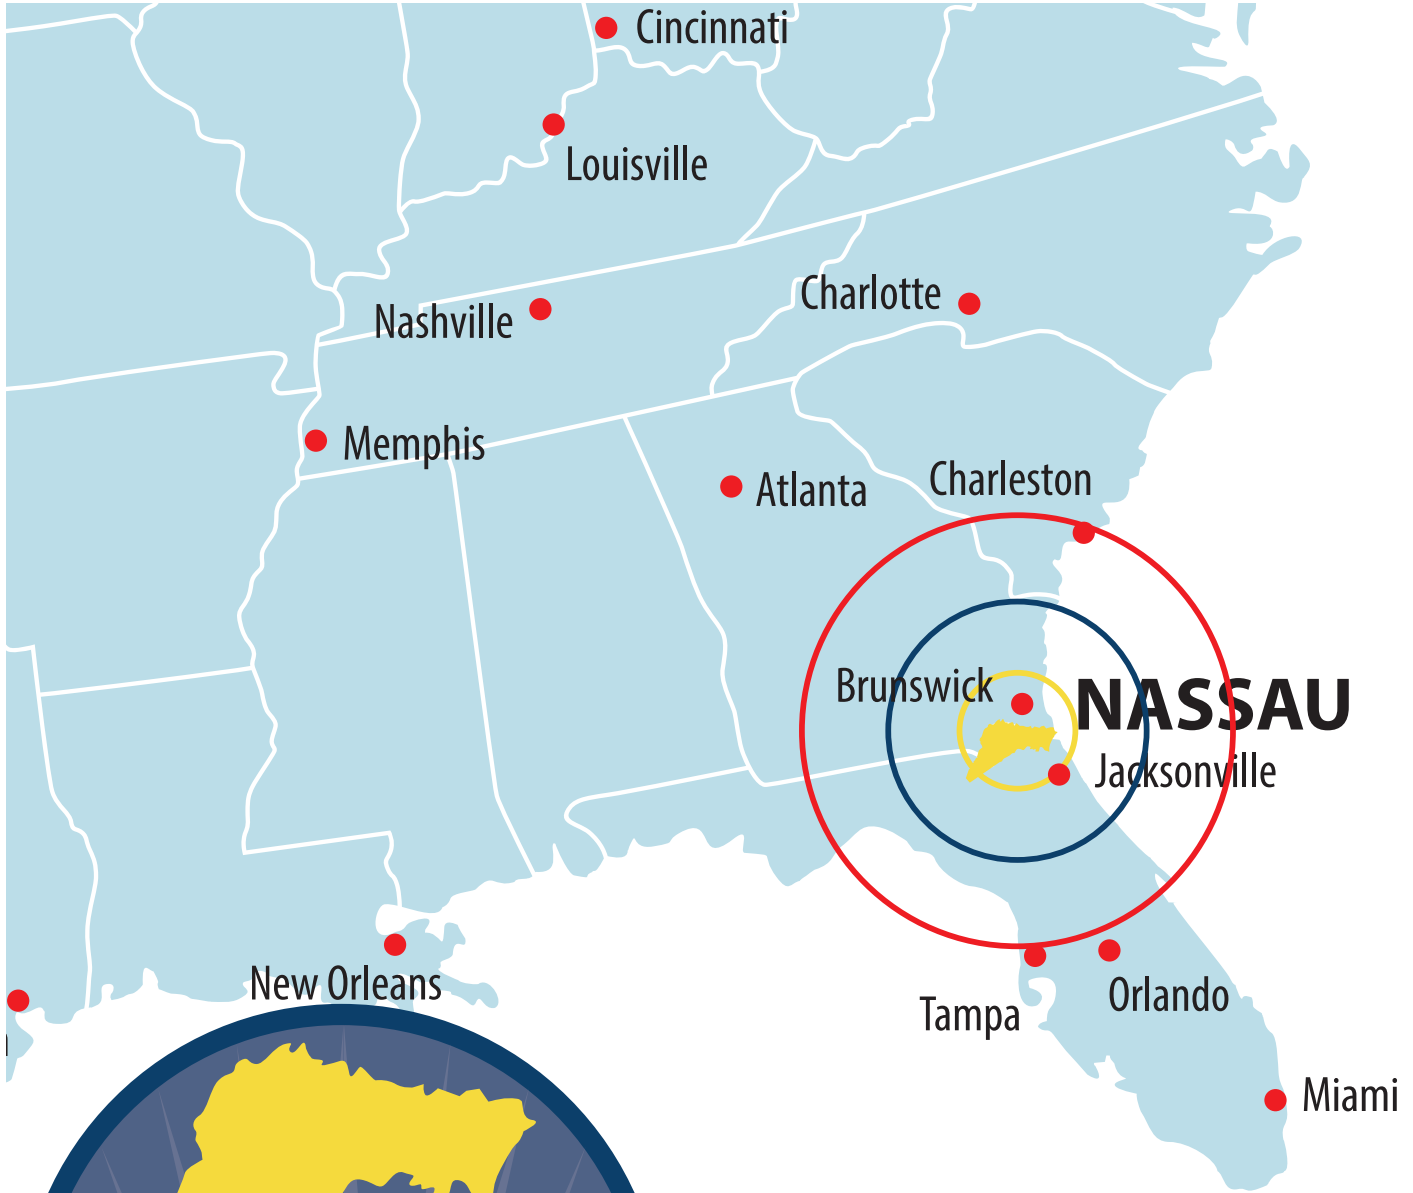 Cincinnati
Louisville
Charlotte
Nashville
Memphis
Charleston
Atlanta
Brunswick
NASSAU
Jacksonville
New Orleans
Orlando
Tampa
Miami